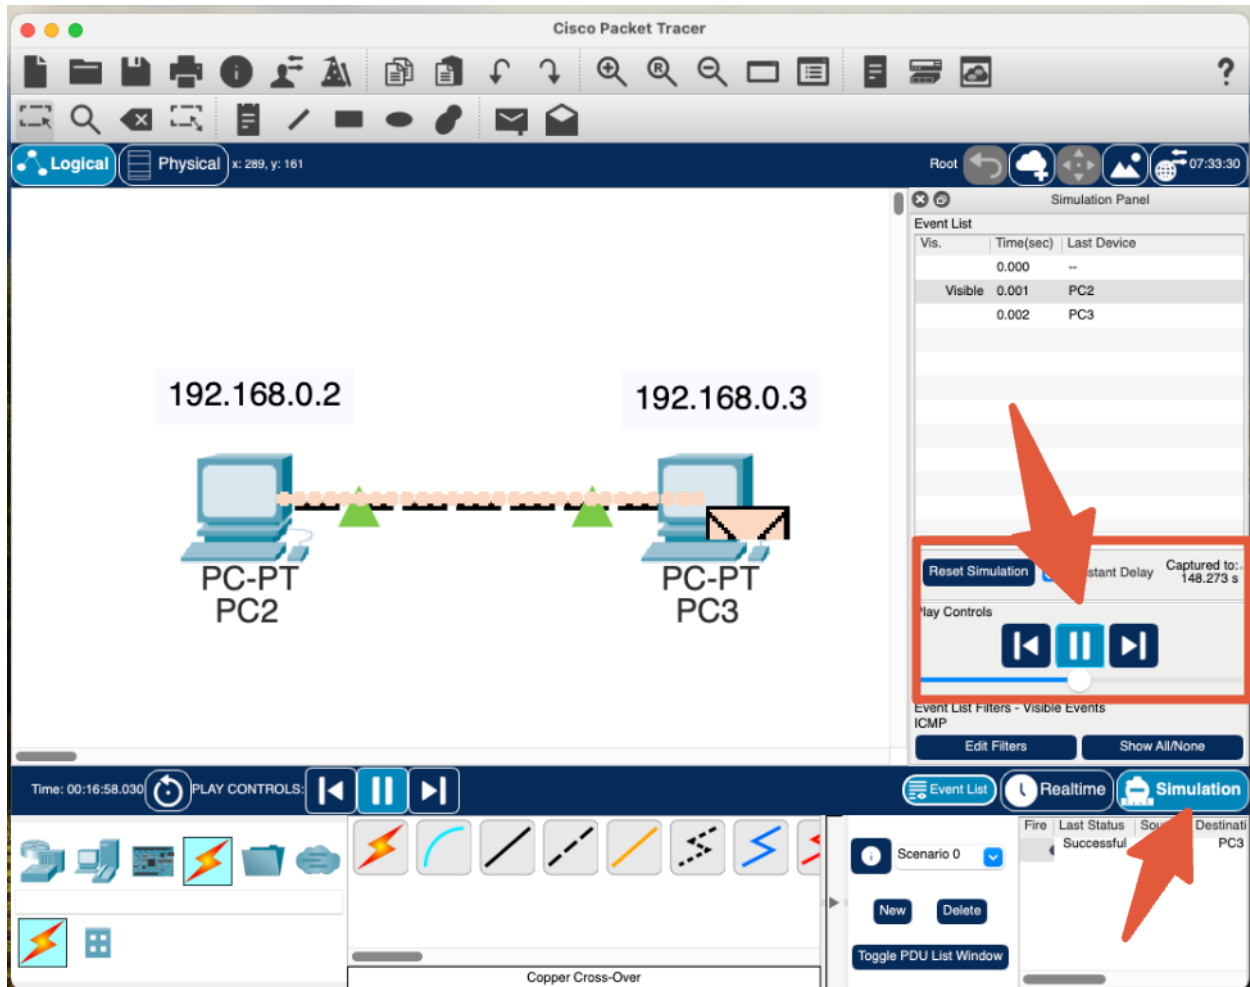 Cisco Packet Tracer
Logical
Physical
x: 289, y: 161
Root
07:33:30
Simulation Panel
Event List
Vis. Time(sec) Last Device
0.000 --
Visible 0.001 PC2
0.002 PC3
192.168.0.2
192.168.0.3
PC-PT
PC2
PC-PT
PC3
Reset Simulation
stant Delay
Captured to:
148.273 s
Play Controls
Event List Filters - Visible Events
ICMP
Edit Filters
Show All/None
Time: 00:16:58.030
PLAY CONTROLS:
Event List
Realtime
Simulation
Scenario 0
New
Delete
Toggle PDU List Window
Fire Last Status Sou Destinati
Successful PC3
Copper Cross-Over